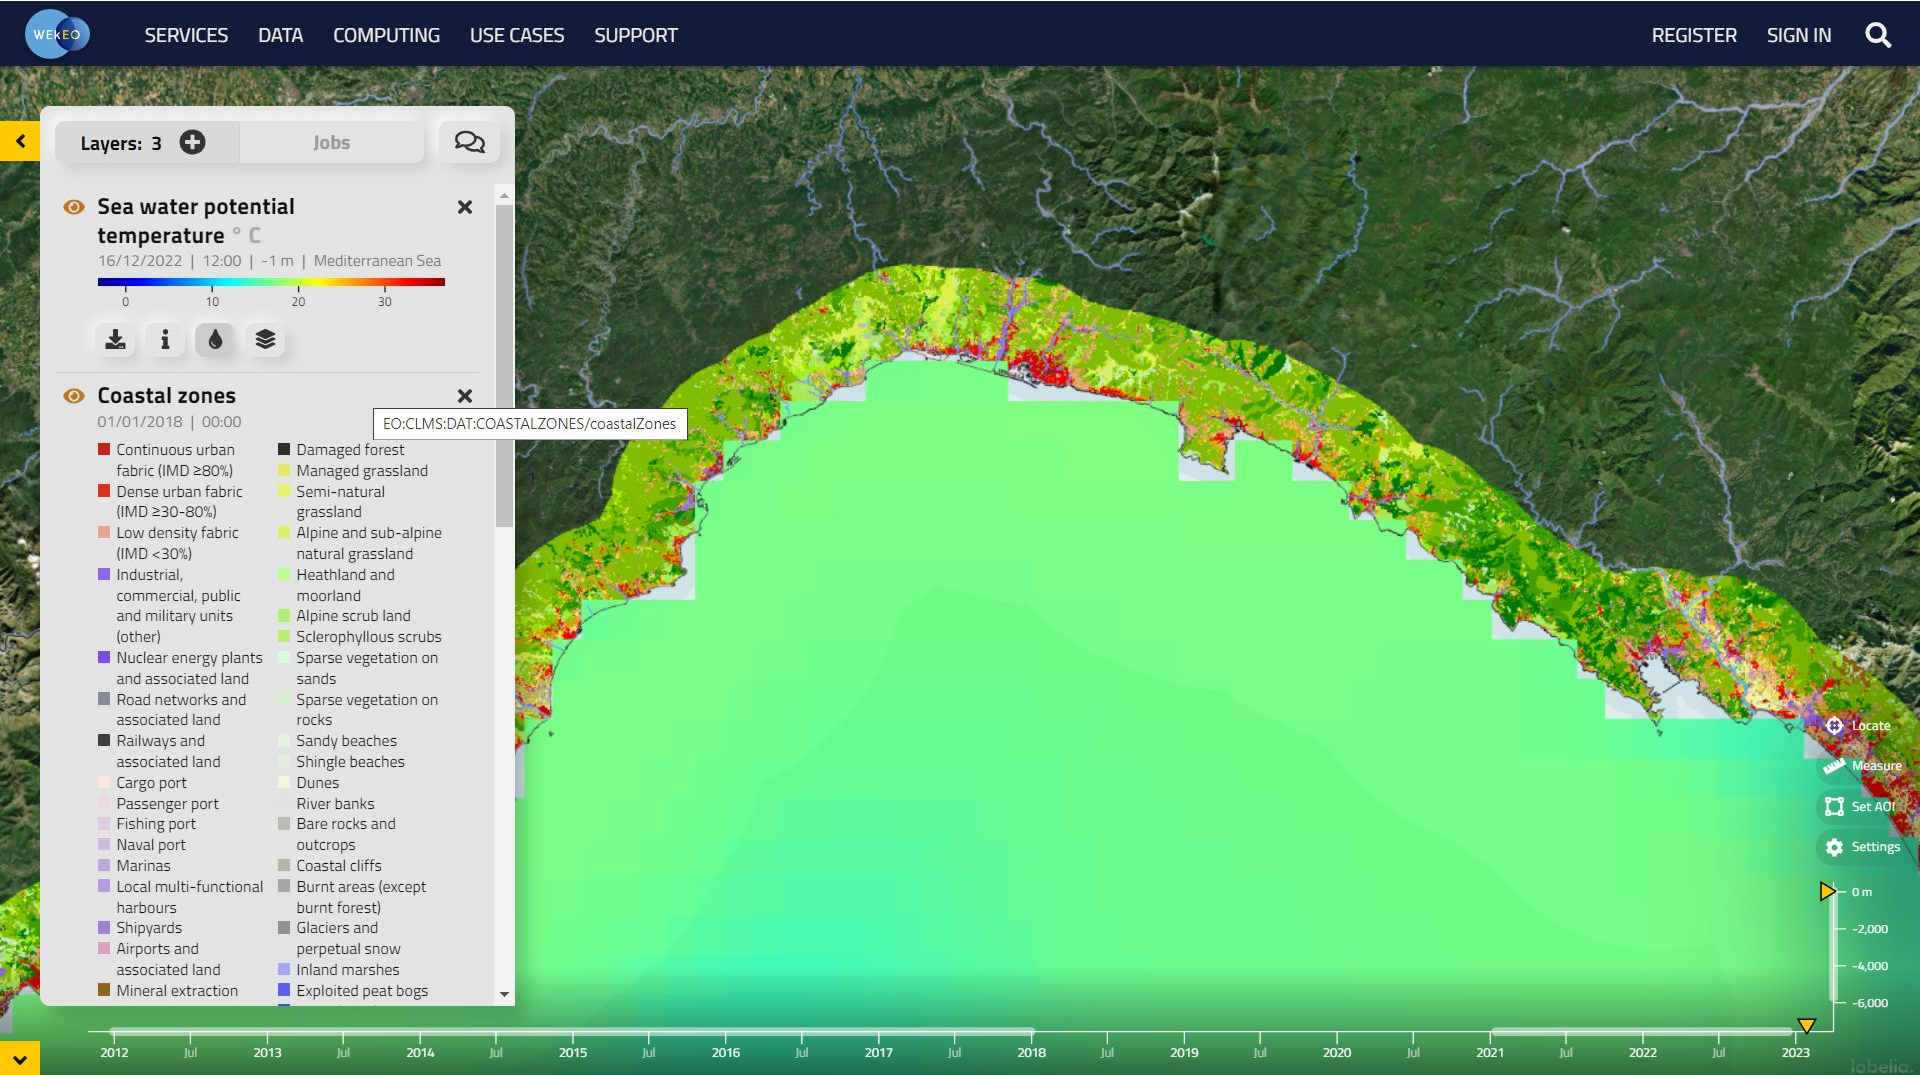 WEkEO
SERVICES
DATA
COMPUTING
USE CASES
SUPPORT
REGISTER
SIGN IN
Layers: 3
Jobs
Sea water potential
temperature ° C
16/12/2022 | 12:00 | -1 m | Mediterranean Sea
0 10 20 30
Coastal zones
01/01/2018 | 00:00
EO:CLMS:DAT:COASTALZONES/coastalZones
Continuous urban
fabric (IMD ≥80%)
Dense urban fabric
(IMD ≥30-80%)
Low density fabric
(IMD <30%)
Industrial,
commercial, public
and military units
(other)
Nuclear energy plants
and associated land
Road networks and
associated land
Railways and
associated land
Cargo port
Passenger port
Fishing port
Naval port
Marinas
Local multi-functional
harbours
Shipyards
Airports and
associated land
Mineral extraction
Damaged forest
Managed grassland
Semi-natural
grassland
Alpine and sub-alpine
natural grassland
Heathland and
moorland
Alpine scrub land
Sclerophyllous scrubs
Sparse vegetation on
sands
Sparse vegetation on
rocks
Sandy beaches
Shingle beaches
Dunes
River banks
Bare rocks and
outcrops
Coastal cliffs
Burnt areas (except
burnt forest)
Glaciers and
perpetual snow
Inland marshes
Exploited peat bogs
Locate
Measure
Set AOI
Settings
0 m
-2,000
-4,000
-6,000
2012 Jul 2013 Jul 2014 Jul 2015 Jul 2016 Jul 2017 Jul 2018 Jul 2019 Jul 2020 Jul 2021 Jul 2022 Jul 2023
lobelia.